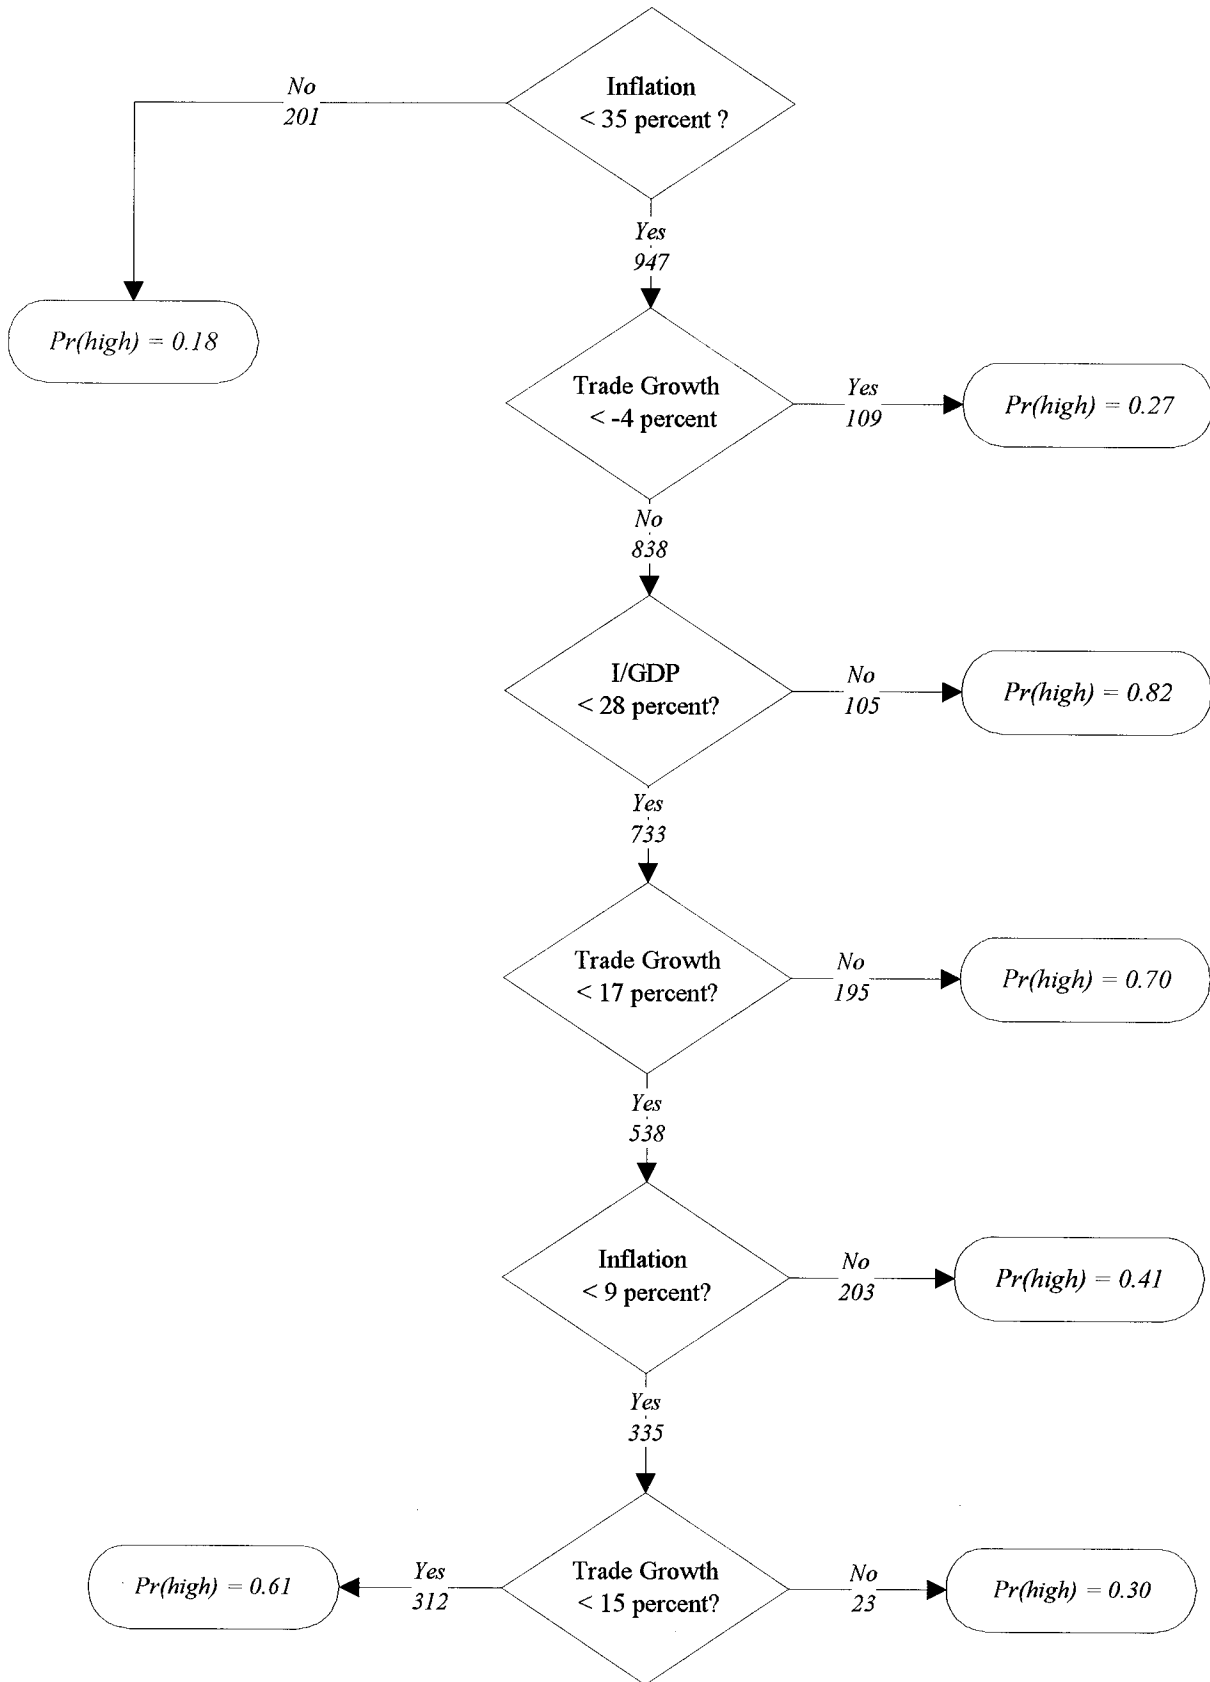 Inflation
< 35 percent ?
No
201
Yes
947
Pr(high) = 0.18
Trade Growth
< -4 percent
Yes
109
Pr(high) = 0.27
No
838
I/GDP
< 28 percent?
No
105
Pr(high) = 0.82
Yes
733
Trade Growth
< 17 percent?
No
195
Pr(high) = 0.70
Yes
538
Inflation
< 9 percent?
No
203
Pr(high) = 0.41
Yes
335
Trade Growth
< 15 percent?
Yes
312
Pr(high) = 0.61
No
23
Pr(high) = 0.30